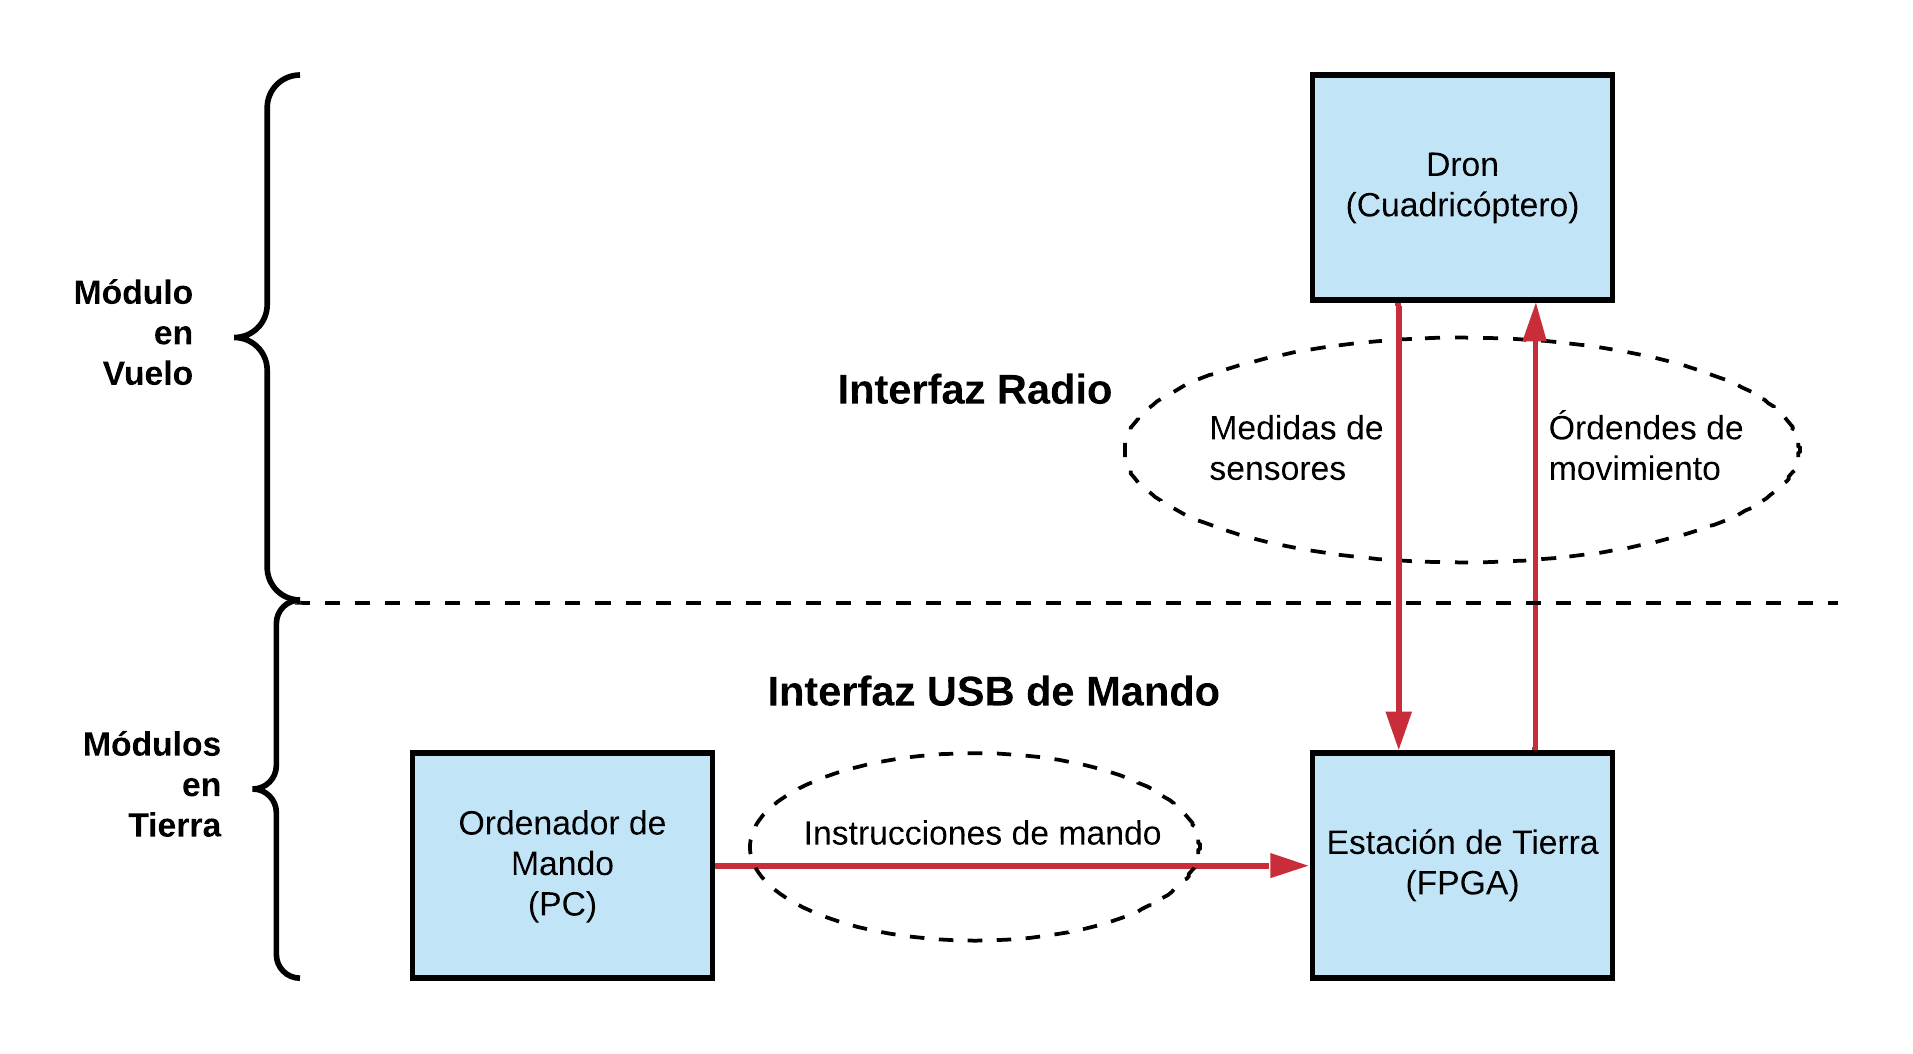 Dron
(Cuadricóptero)
Módulo
en
Vuelo
Interfaz Radio
Medidas de
sensores
Órdendes de
movimiento
Interfaz USB de Mando
Módulos
en
Tierra
Ordenador de
Mando
(PC)
Instrucciones de mando
Estación de Tierra
(FPGA)